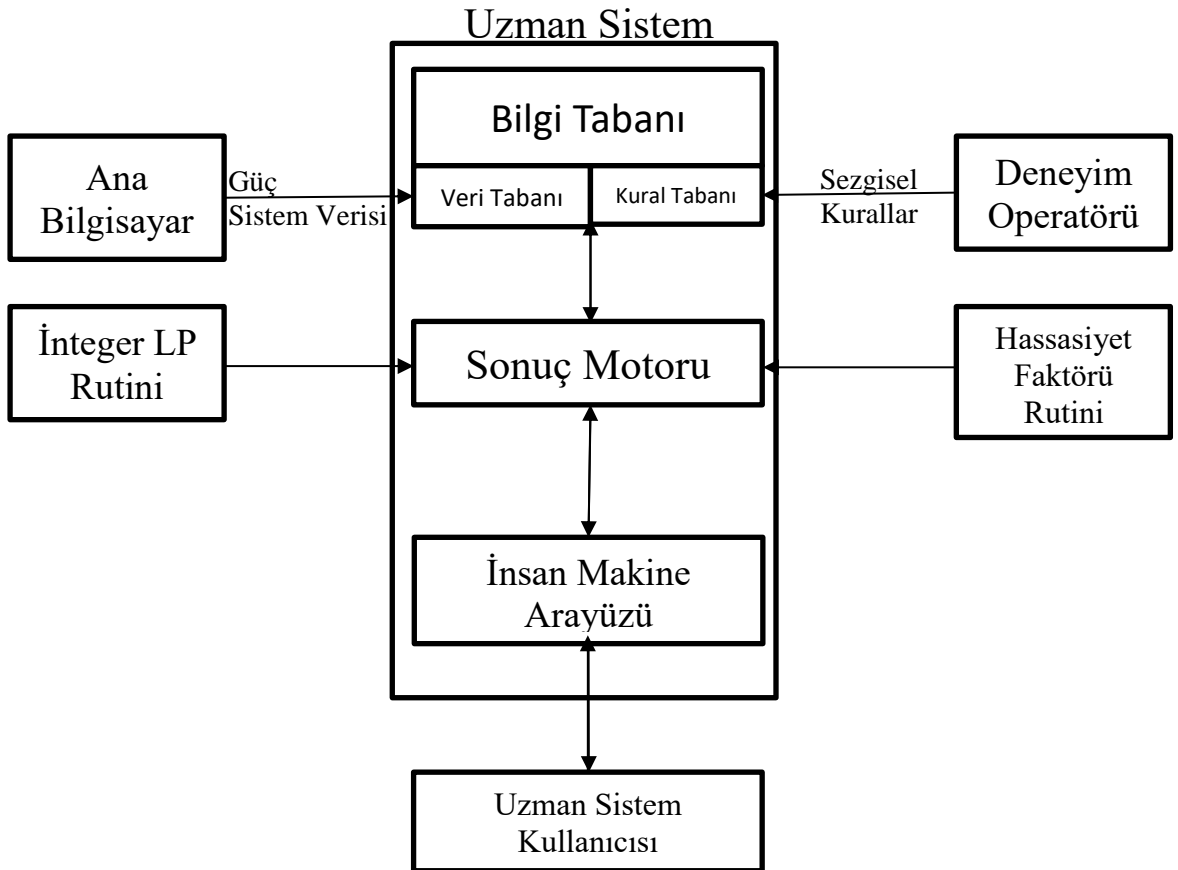 Uzman Sistem
Bilgi Tabanı
Veri Tabanı
Kural Tabanı
Ana
Bilgisayar
Güç
Sistem Verisi
Sezgisel
Kurallar
Deneyim
Operatörü
İnteger LP
Rutini
Sonuç Motoru
Hassasiyet
Faktörü
Rutini
İnsan Makine
Arayüzü
Uzman Sistem
Kullanıcısı